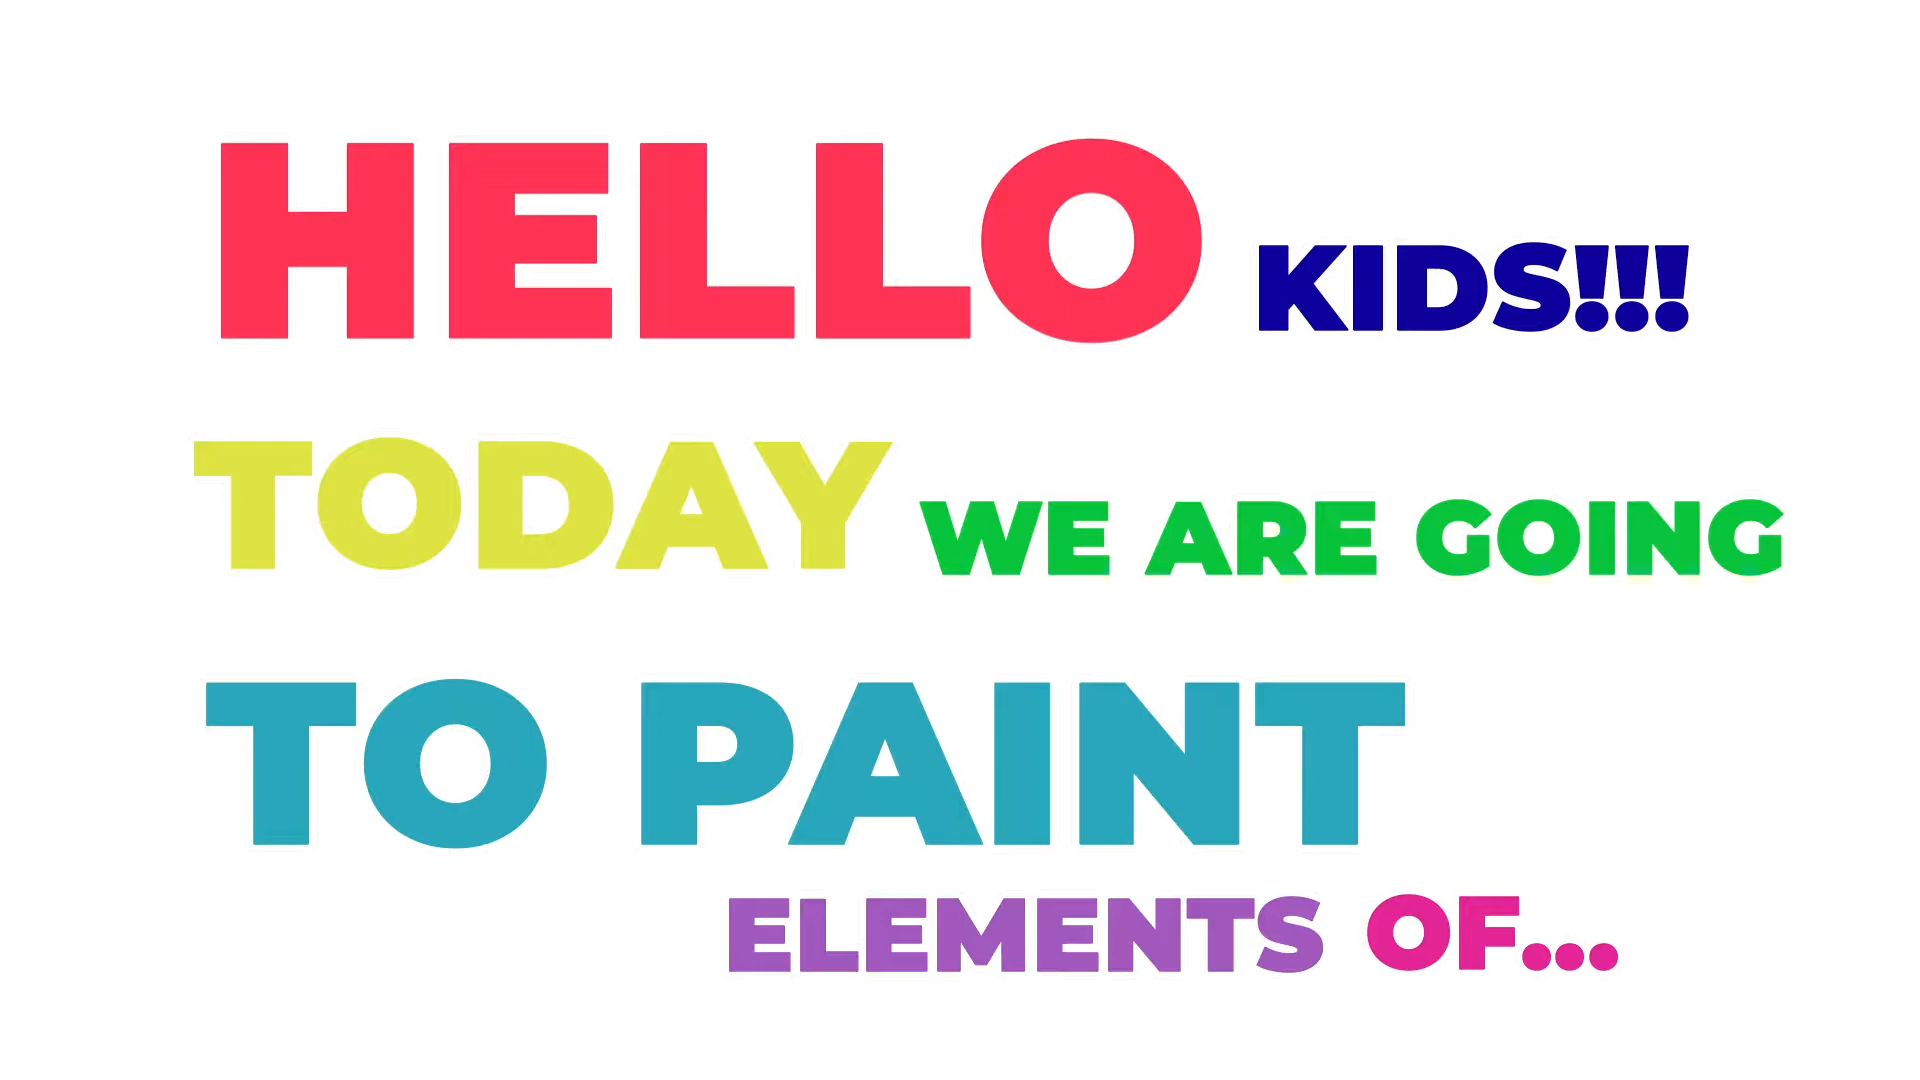 HELLO KIDS!!!
TODAY WE ARE GOING
TO PAINT
ELEMENTS OF...